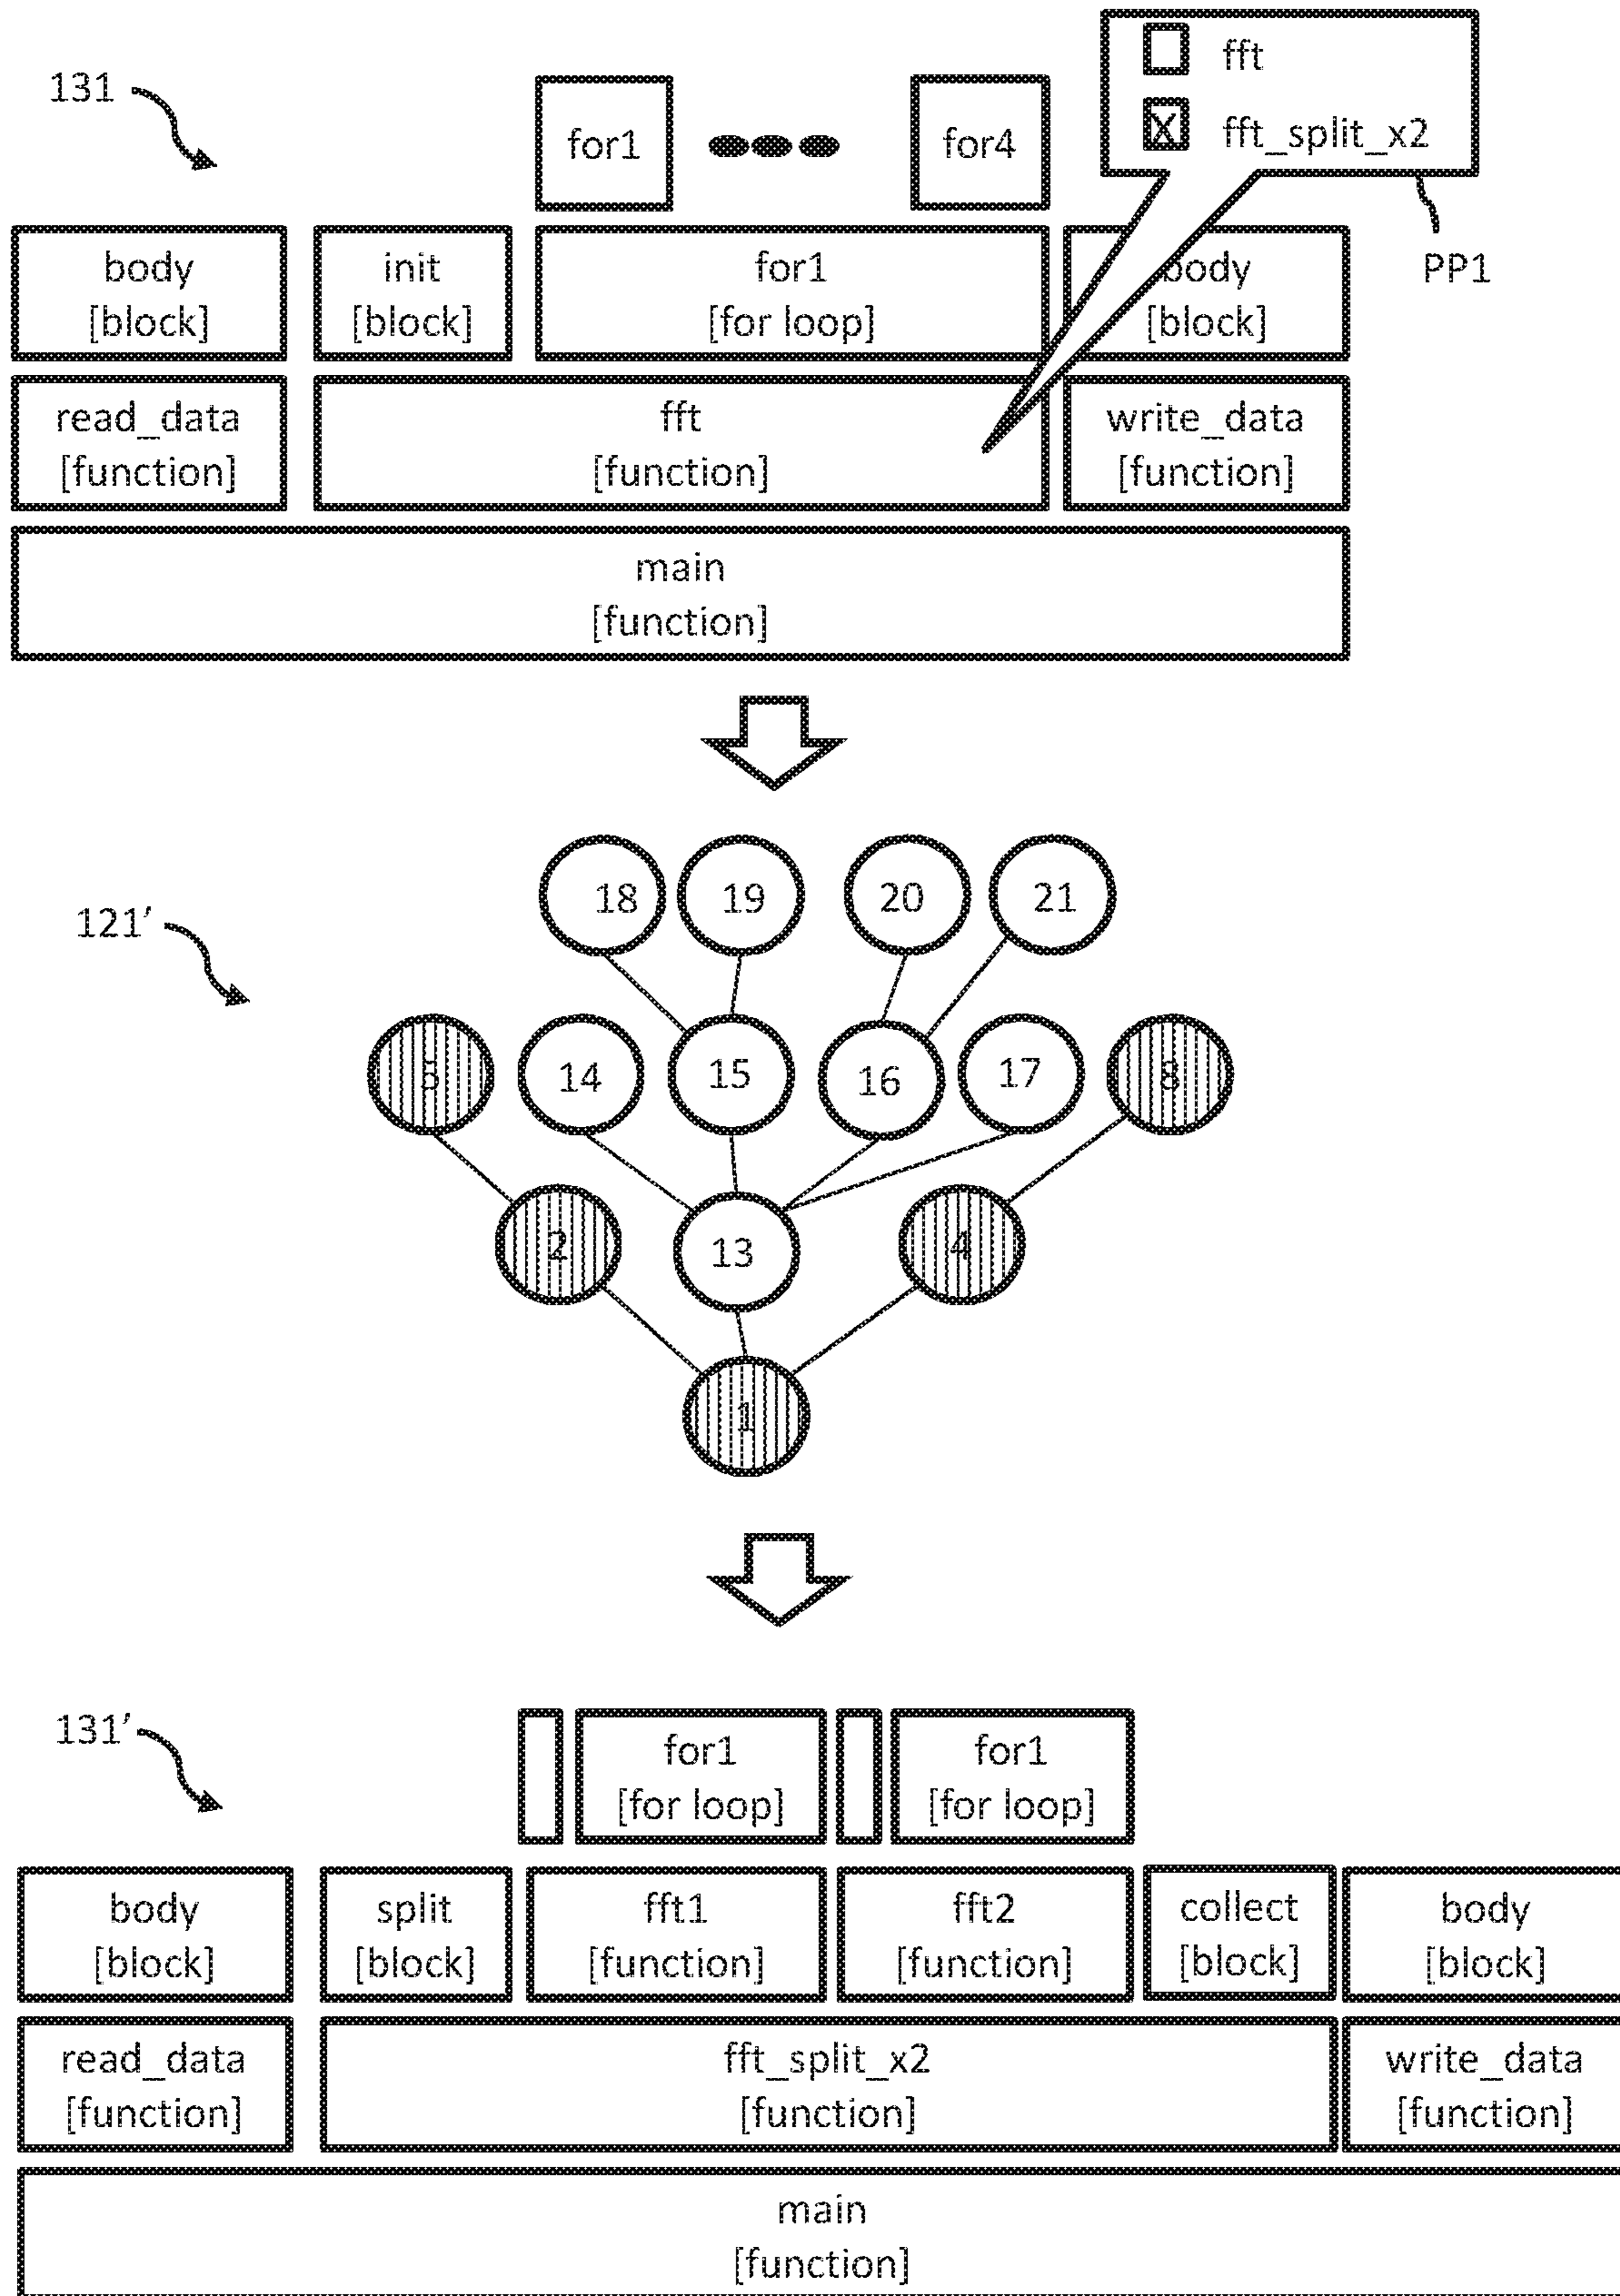 fft
fft_split_x2
131
for1
for4
PP1
body
[block]
init
[block]
for1
[for loop]
body
[block]
read_data
[function]
fft
[function]
write_data
[function]
main
[function]
121’
18
19
20
21
5
14
15
16
17
8
2
13
4
1
131’
for1
[for loop]
for1
[for loop]
body
[block]
split
[block]
fft1
[function]
fft2
[function]
collect
[block]
body
[block]
read_data
[function]
fft_split_x2
[function]
write_data
[function]
main
[function]